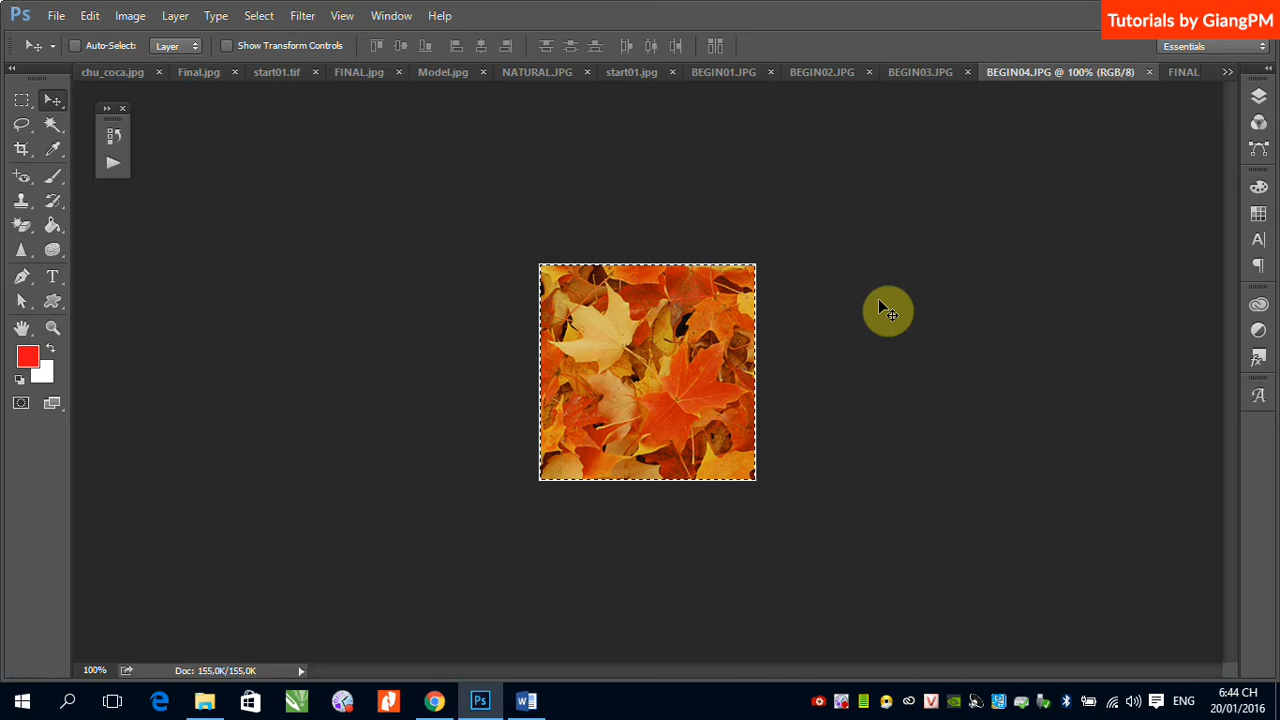 Ps File Edit Image Layer Type Select Filter View Window Help
Tutorials by GiangPM
Auto-Select: Layer Show Transform Controls
Essentials
chu_coca.jpg × Final.jpg × start01.tif × FINAL.jpg × Model.jpg × NATURAL.JPG × start01.jpg × BEGIN01.JPG × BEGIN02.JPG × BEGIN03.JPG × BEGIN04.JPG @ 100% (RGB/8) × FINAL
100% Doc: 155,0K/155,0K
ENG
6:44 CH
20/01/2016